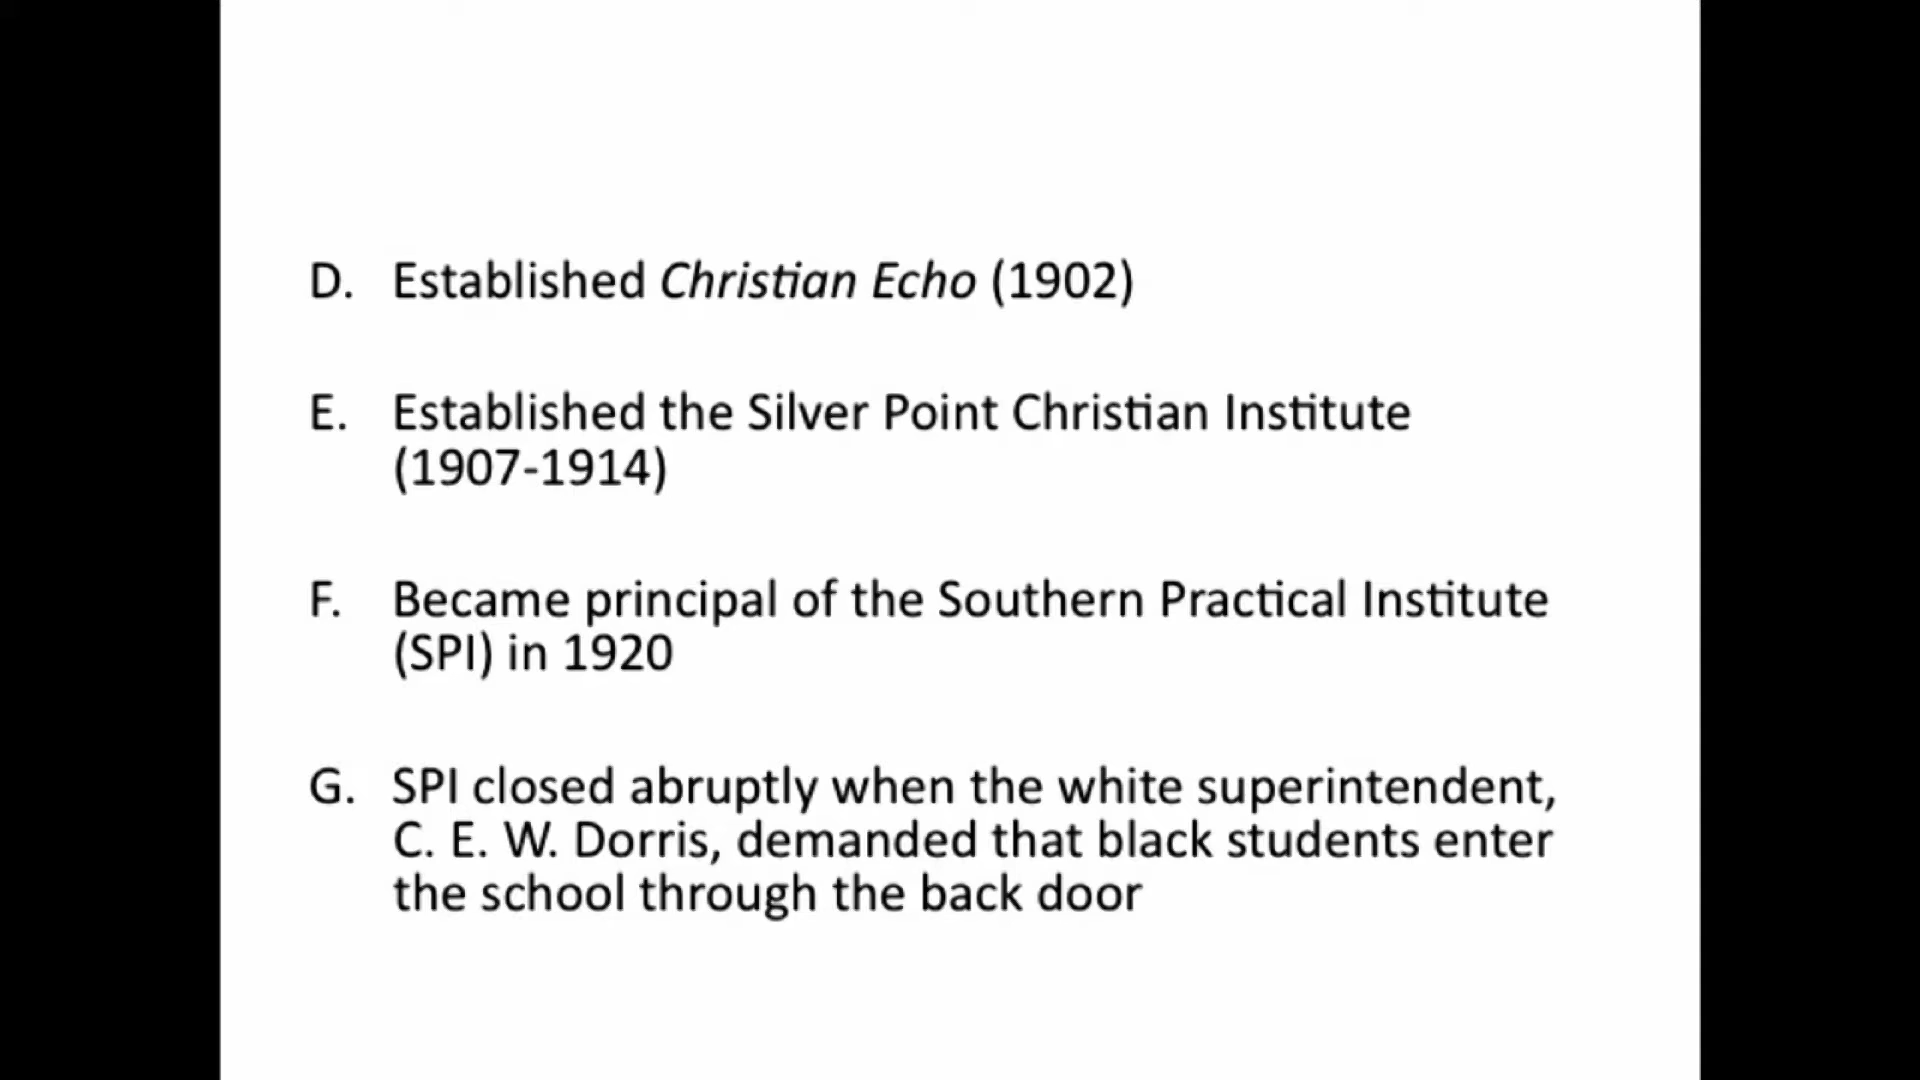 D. Established Christian Echo (1902)
E. Established the Silver Point Christian Institute
(1907-1914)
F. Became principal of the Southern Practical Institute
(SPI) in 1920
G. SPI closed abruptly when the white superintendent,
C. E. W. Dorris, demanded that black students enter
the school through the back door